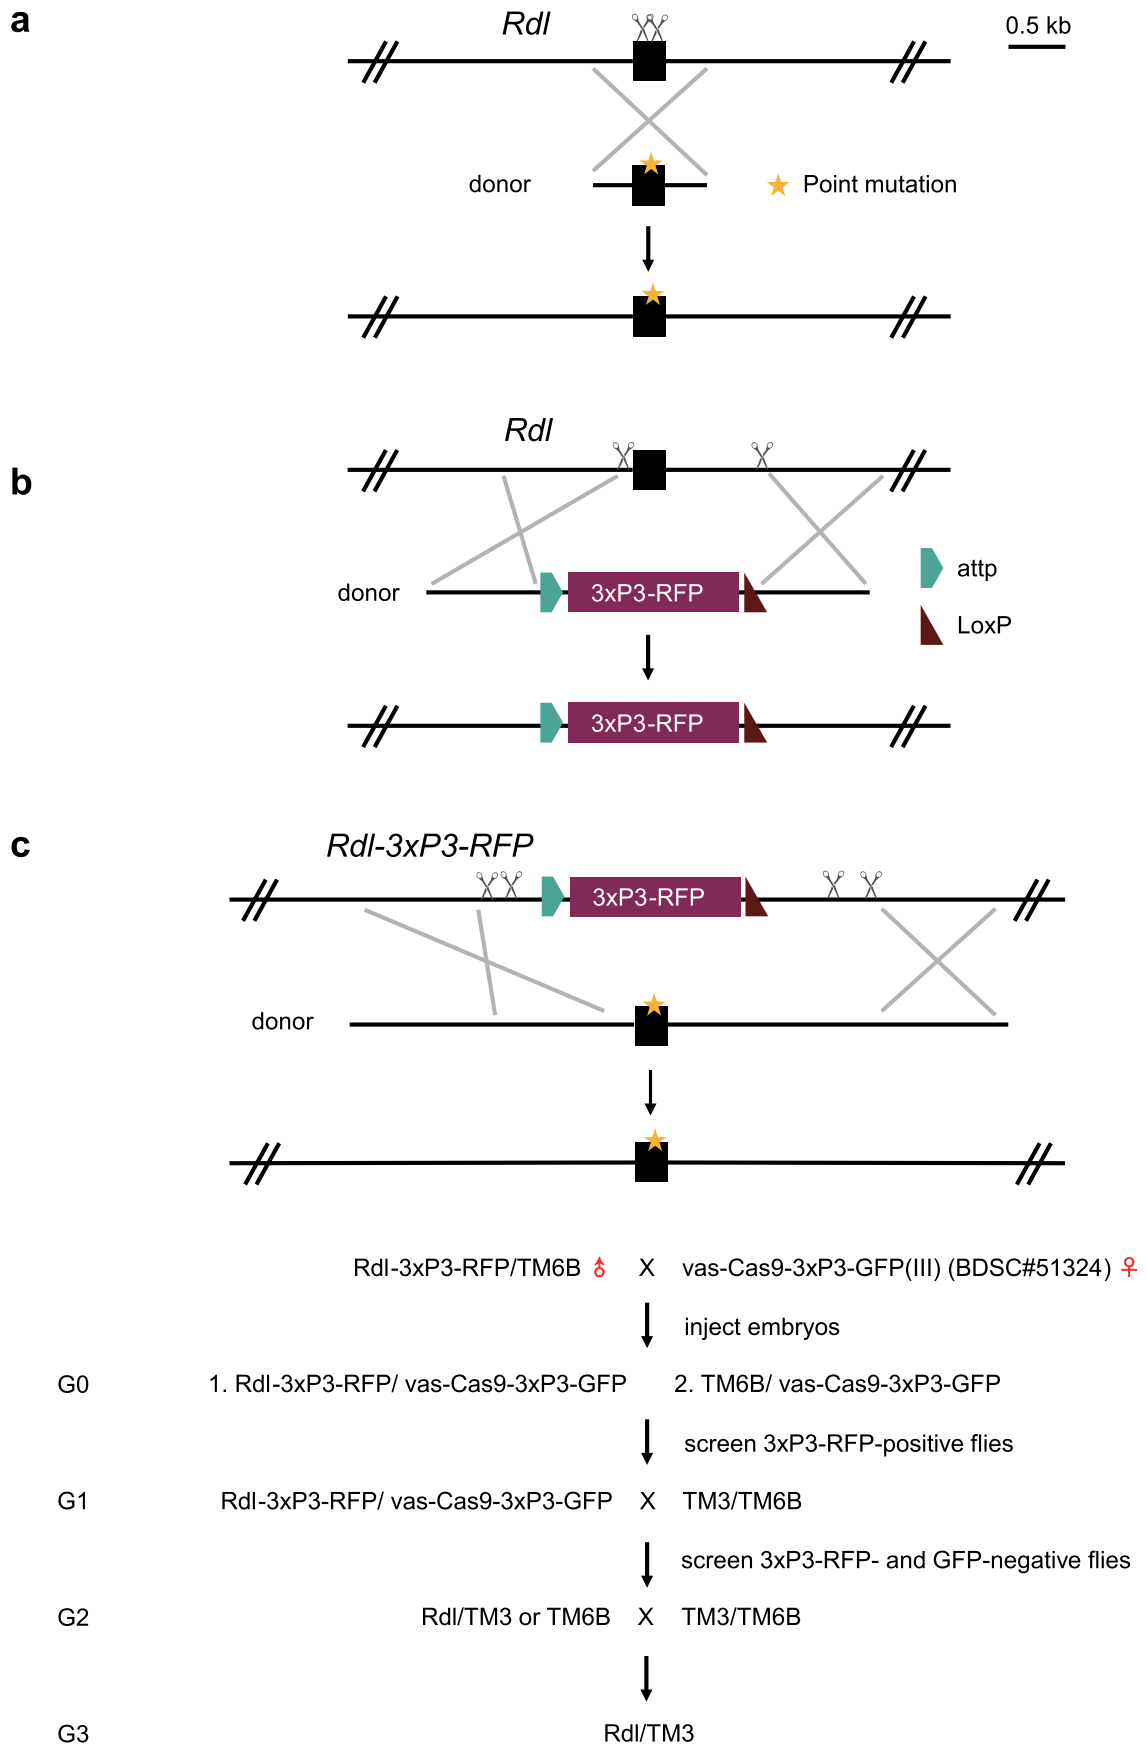 a
Rdl
0.5 kb
donor
Point mutation
b
Rdl
donor
3xP3-RFP
attp
LoxP
3xP3-RFP
c
Rdl-3xP3-RFP
3xP3-RFP
donor
Rdl-3xP3-RFP/TM6B ♂ X vas-Cas9-3xP3-GFP(III) (BDSC#51324) ♀
inject embryos
G0 1. Rdl-3xP3-RFP/ vas-Cas9-3xP3-GFP 2. TM6B/ vas-Cas9-3xP3-GFP
screen 3xP3-RFP-positive flies
G1 Rdl-3xP3-RFP/ vas-Cas9-3xP3-GFP X TM3/TM6B
screen 3xP3-RFP- and GFP-negative flies
G2 Rdl/TM3 or TM6B X TM3/TM6B
G3 Rdl/TM3